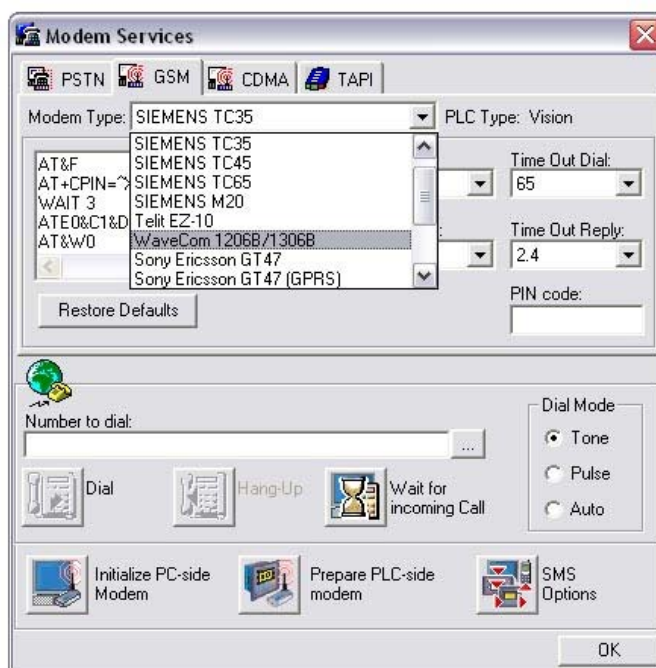 Modem Services
PSTN GSM CDMA TAPI
Modem Type: SIEMENS TC35 PLC Type: Vision
SIEMENS TC35
SIEMENS TC45
SIEMENS TC65
SIEMENS M20
Telit EZ-10
WaveCom 1206B/1306B
Sony Ericsson GT47
Sony Ericsson GT47 (GPRS)
AT&F
AT+CPIN=^
WAIT 3
ATE0&C1&D
AT&W0
Time Out Dial:
65
Time Out Reply:
2.4
PIN code:
Restore Defaults
Number to dial:
...
Dial
Hang-Up
Wait for
incoming Call
Dial Mode
Tone
Pulse
Auto
Initialize PC-side
Modem
Prepare PLC-side
modem
SMS
Options
OK